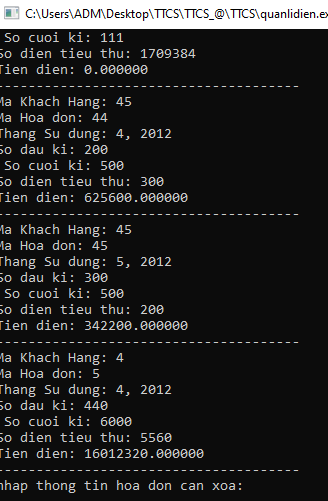 C:\Users\ADM\Desktop\TTCS\TTCS_@\TTCS\quanlidien.ex
So cuoi ki: 111
So dien tieu thu: 1709384
Tien dien: 0.000000
-------------------------------------
Ma Khach Hang: 45
Ma Hoa don: 44
Thang Su dung: 4, 2012
So dau ki: 200
So cuoi ki: 500
So dien tieu thu: 300
Tien dien: 625600.000000
-------------------------------------
Ma Khach Hang: 45
Ma Hoa don: 45
Thang Su dung: 5, 2012
So dau ki: 300
So cuoi ki: 500
So dien tieu thu: 200
Tien dien: 342200.000000
-------------------------------------
Ma Khach Hang: 4
Ma Hoa don: 5
Thang Su dung: 4, 2012
So dau ki: 440
So cuoi ki: 6000
So dien tieu thu: 5560
Tien dien: 16012320.000000
-------------------------------------
nhap thong tin hoa don can xoa: